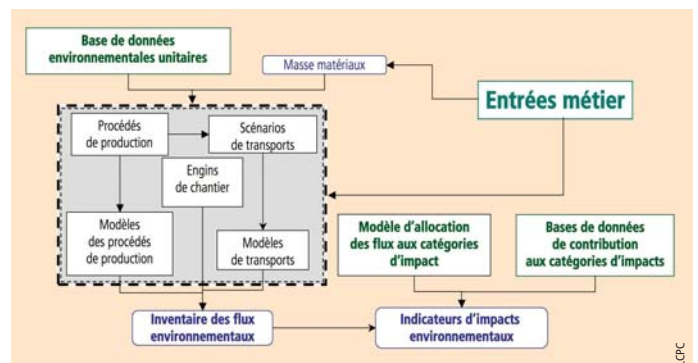 Base de données
environnementales unitaires
Masse matériaux
Entrées métier
Procédés
de production
Scénarios
de transports
Engins
de chantier
Modèles
des procédés
de production
Modèles
de transports
Modèle d'allocation
des flux aux catégories
d'impact
Bases de données
de contribution
aux catégories d'impacts
Inventaire des flux
environnementaux
Indicateurs d'impacts
environnementaux